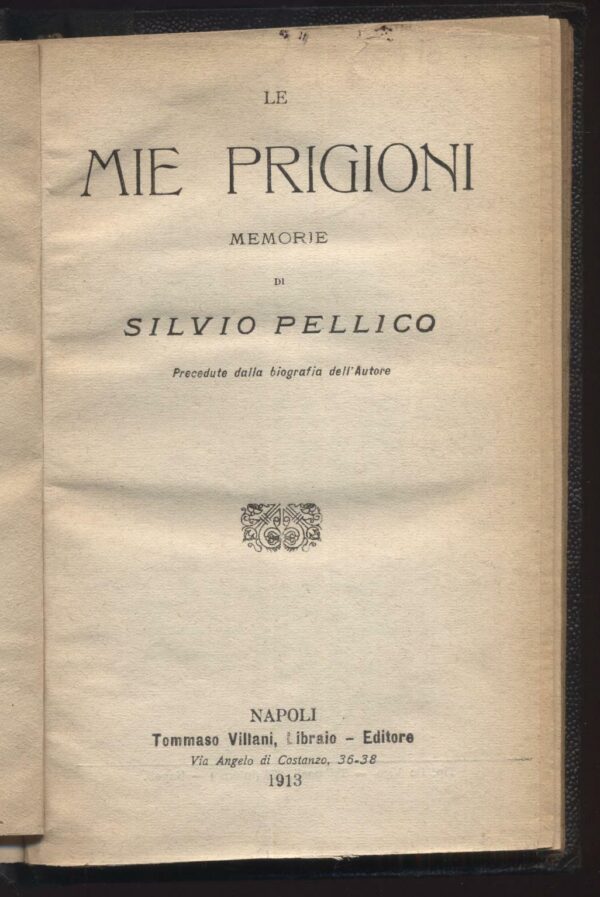 LE
MIE PRIGIONI
MEMORIE
DI
SILVIO PELLICO
Precedute dalla biografia dell'Autore
NAPOLI
Tommaso Villani, Libraio - Editore
Via Angelo di Costanzo, 36-38
1913